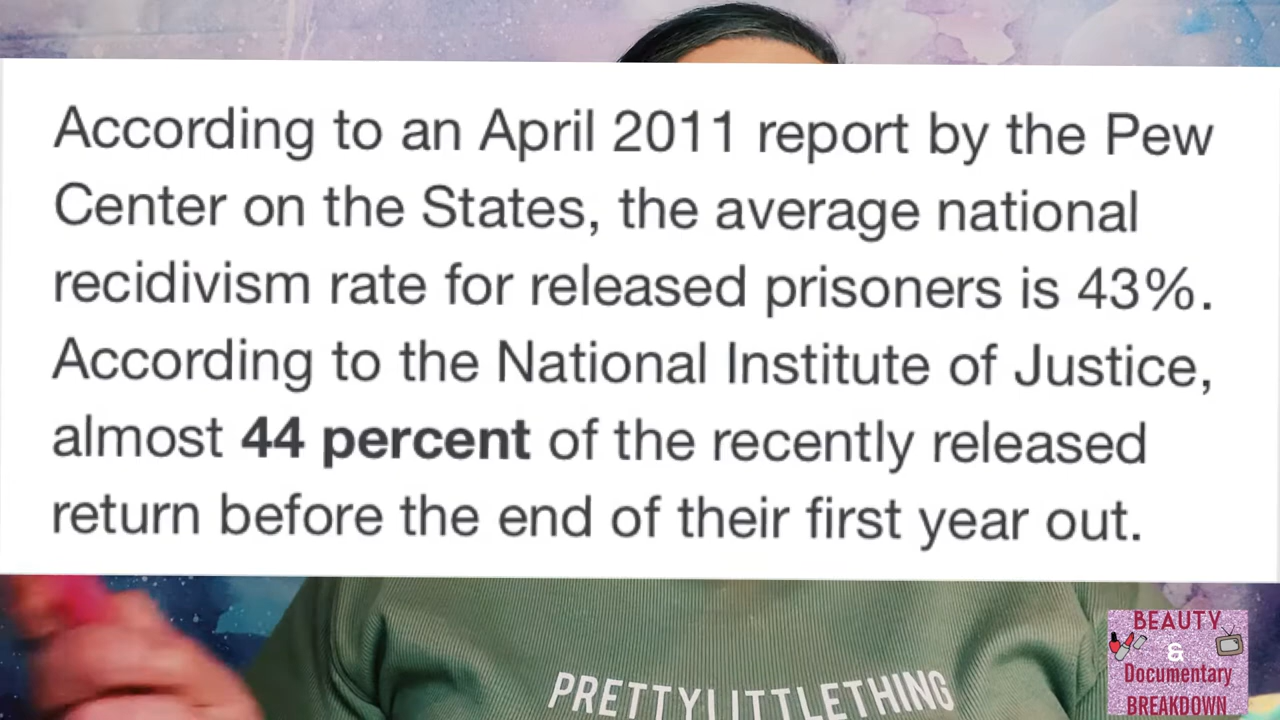 According to an April 2011 report by the Pew
Center on the States, the average national
recidivism rate for released prisoners is 43%.
According to the National Institute of Justice,
almost 44 percent of the recently released
return before the end of their first year out.
PRETTYLITTLETHING
BEAUTY
&
Documentary
BREAKDOWN